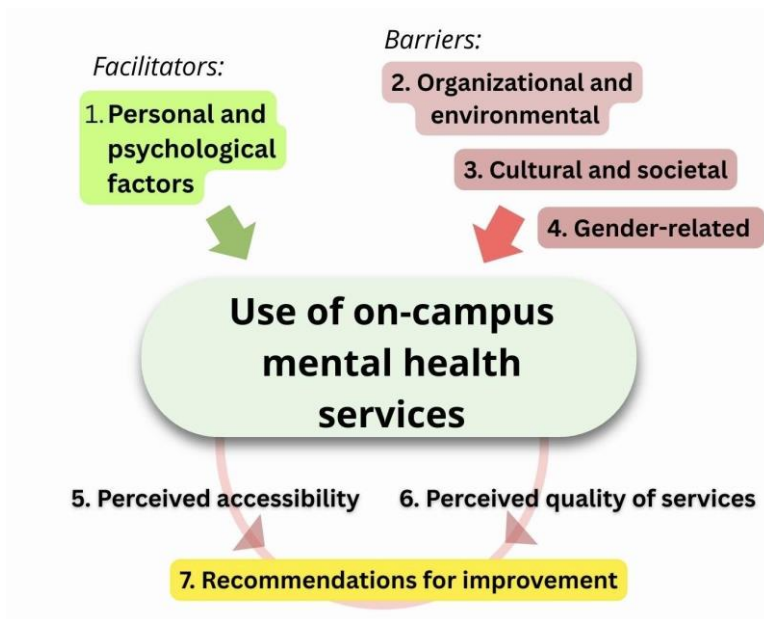 Facilitators:
1. Personal and
psychological
factors
Barriers:
2. Organizational and
environmental
3. Cultural and societal
4. Gender-related
Use of on-campus
mental health
services
5. Perceived accessibility
6. Perceived quality of services
7. Recommendations for improvement